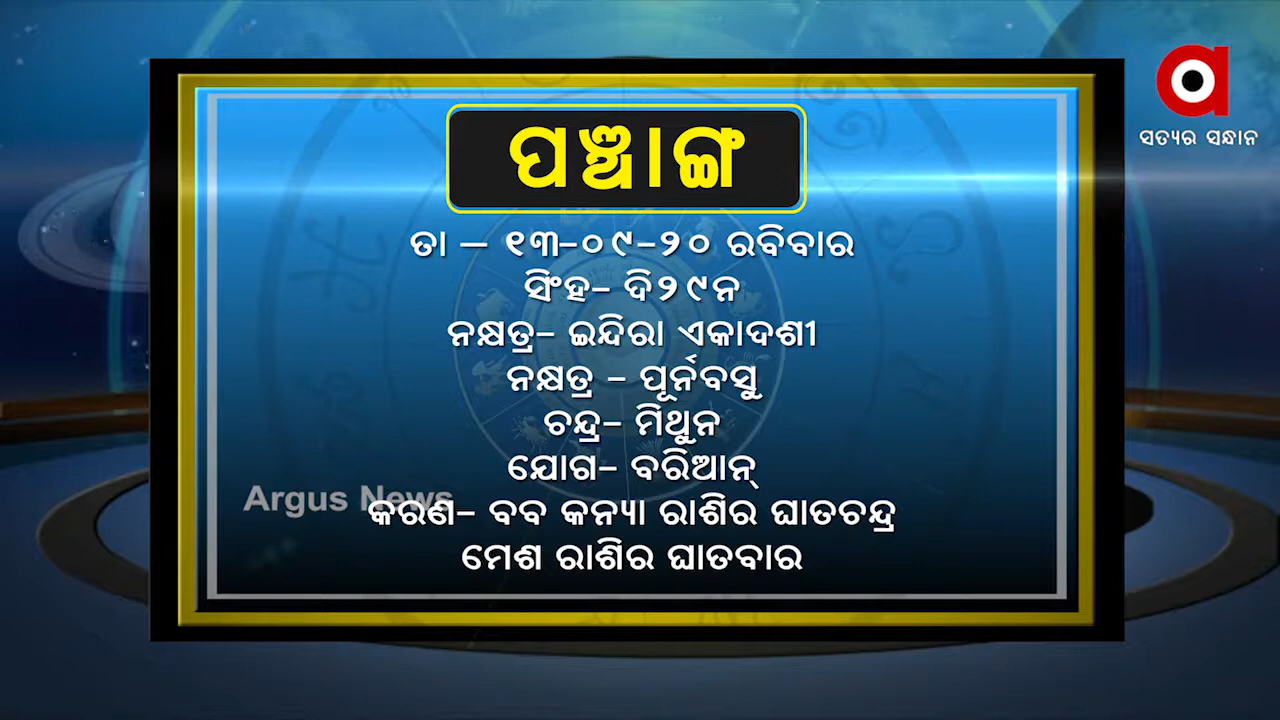 ପଞ୍ଚାଙ୍ଗ
ସତ୍ୟର ସନ୍ଧାନ
ତା – ୧୩-୦୯-୨୦ ରବିବାର
ସିଂହ- ଦି୨୯ନ
ନକ୍ଷତ୍ର- ଇନ୍ଦିରା ଏକାଦଶୀ
ନକ୍ଷତ୍ର - ପୂର୍ନବସୁ
ଚନ୍ଦ୍ର- ମିଥୁନ
ଯୋଗ- ବରିଆନ୍
Argus News
କରଣ- ବବ କନ୍ୟା ରାଶିର ଘାତଚନ୍ଦ୍ର
ମେଶ ରାଶିର ଘାତବାର